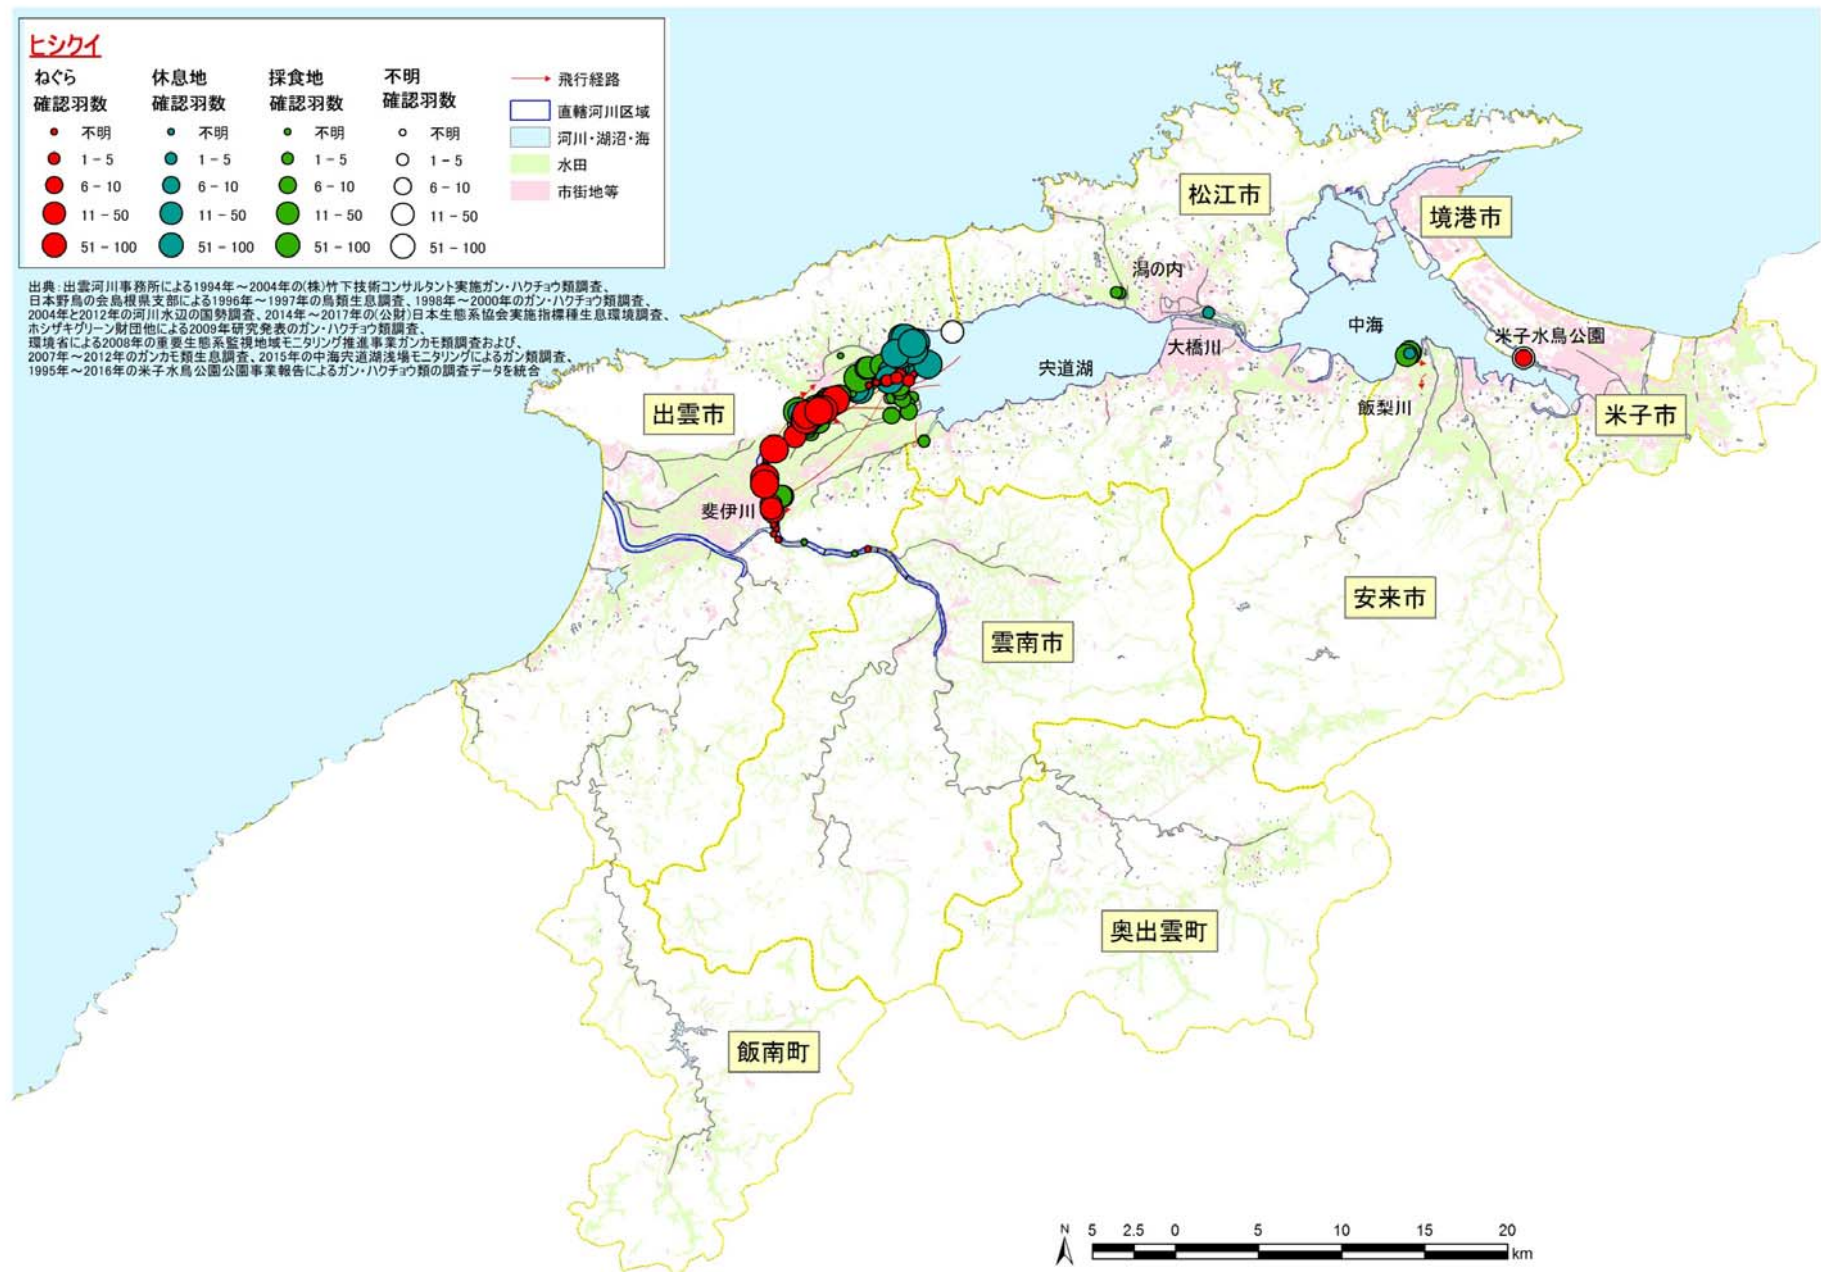 ヒシクイ
ねぐら
確認羽数
不明
1 - 5
6 - 10
11 - 50
51 - 100
休息地
確認羽数
不明
1 - 5
6 - 10
11 - 50
51 - 100
採食地
確認羽数
不明
1 - 5
6 - 10
11 - 50
51 - 100
不明
確認羽数
不明
1 - 5
6 - 10
11 - 50
51 - 100
飛行経路
直轄河川区域
河川・湖沼・海
水田
市街地等
出典：出雲河川事務所による1994年～2004年の(株)竹下技術コンサルタント実施ガン・ハクチョウ類調査、
日本野鳥の会島根県支部による1996年～1997年の鳥類生息調査、1998年～2000年のガン・ハクチョウ類調査、
2004年と2012年の河川水辺の国勢調査、2014年～2017年の(公財)日本生態系協会実施指標種生息環境調査、
ホシザキグリーン財団他による2009年研究発表のガン・ハクチョウ類調査、
環境省による2008年の重要生態系監視地域モニタリング推進事業ガンカモ類調査および、
2007年～2012年のガンカモ類生息調査、2015年の中海宍道湖浅場モニタリングによるガン類調査、
1995年～2016年の米子水鳥公園公園事業報告によるガン・ハクチョウ類の調査データを統合
松江市
境港市
潟の内
中海
米子水鳥公園
大橋川
宍道湖
出雲市
飯梨川
米子市
斐伊川
安来市
雲南市
奥出雲町
飯南町
N
5 2.5 0 5 10 15 20
km